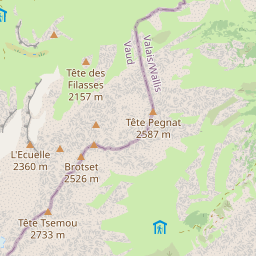 Vaud
Valais/Wallis
Tête des
Filasses
2157 m
Tête Pegnat
2587 m
L'Ecuelle
2360 m
Brotset
2526 m
Tête Tsemou
2733 m